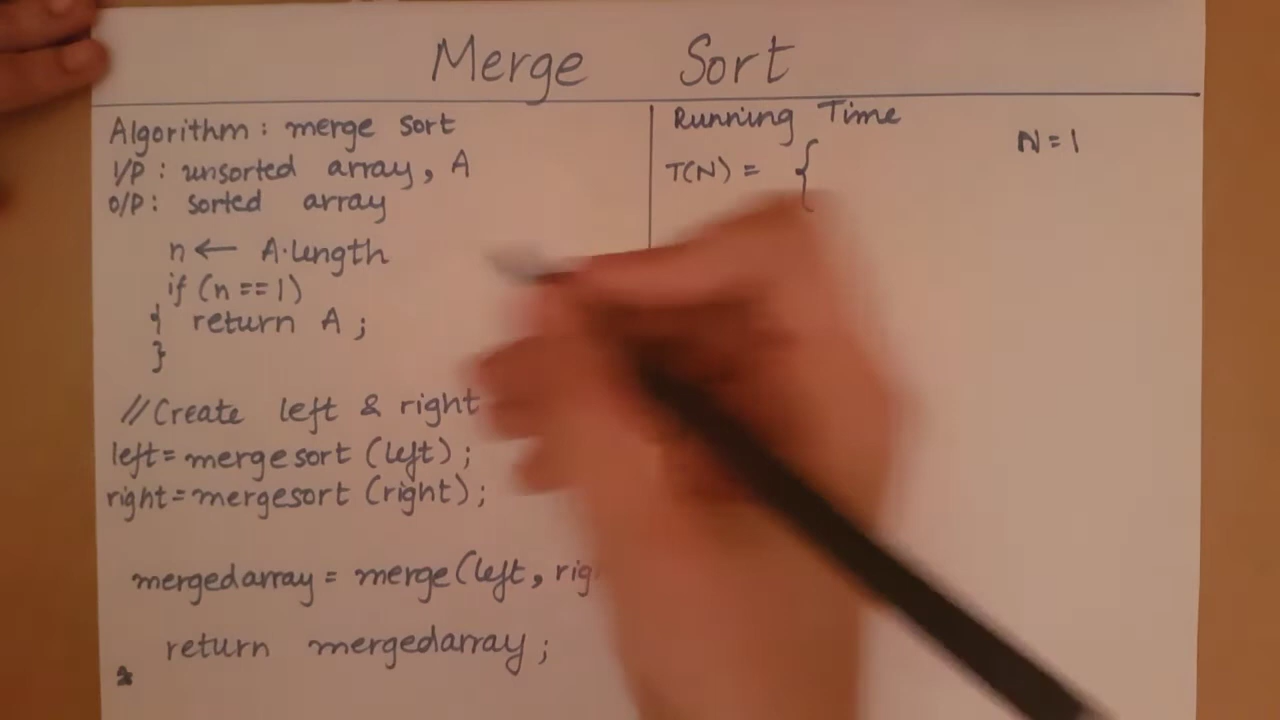 Merge Sort
Algorithm: merge sort
I/P: unsorted array, A
O/P: sorted array
n ← A.length
if (n == 1)
{ return A;
}
// Create left & right
left = mergesort (left);
right = mergesort (right);
mergedarray = merge(left,
return mergedarray;
Running Time
T(N) = {
N = 1